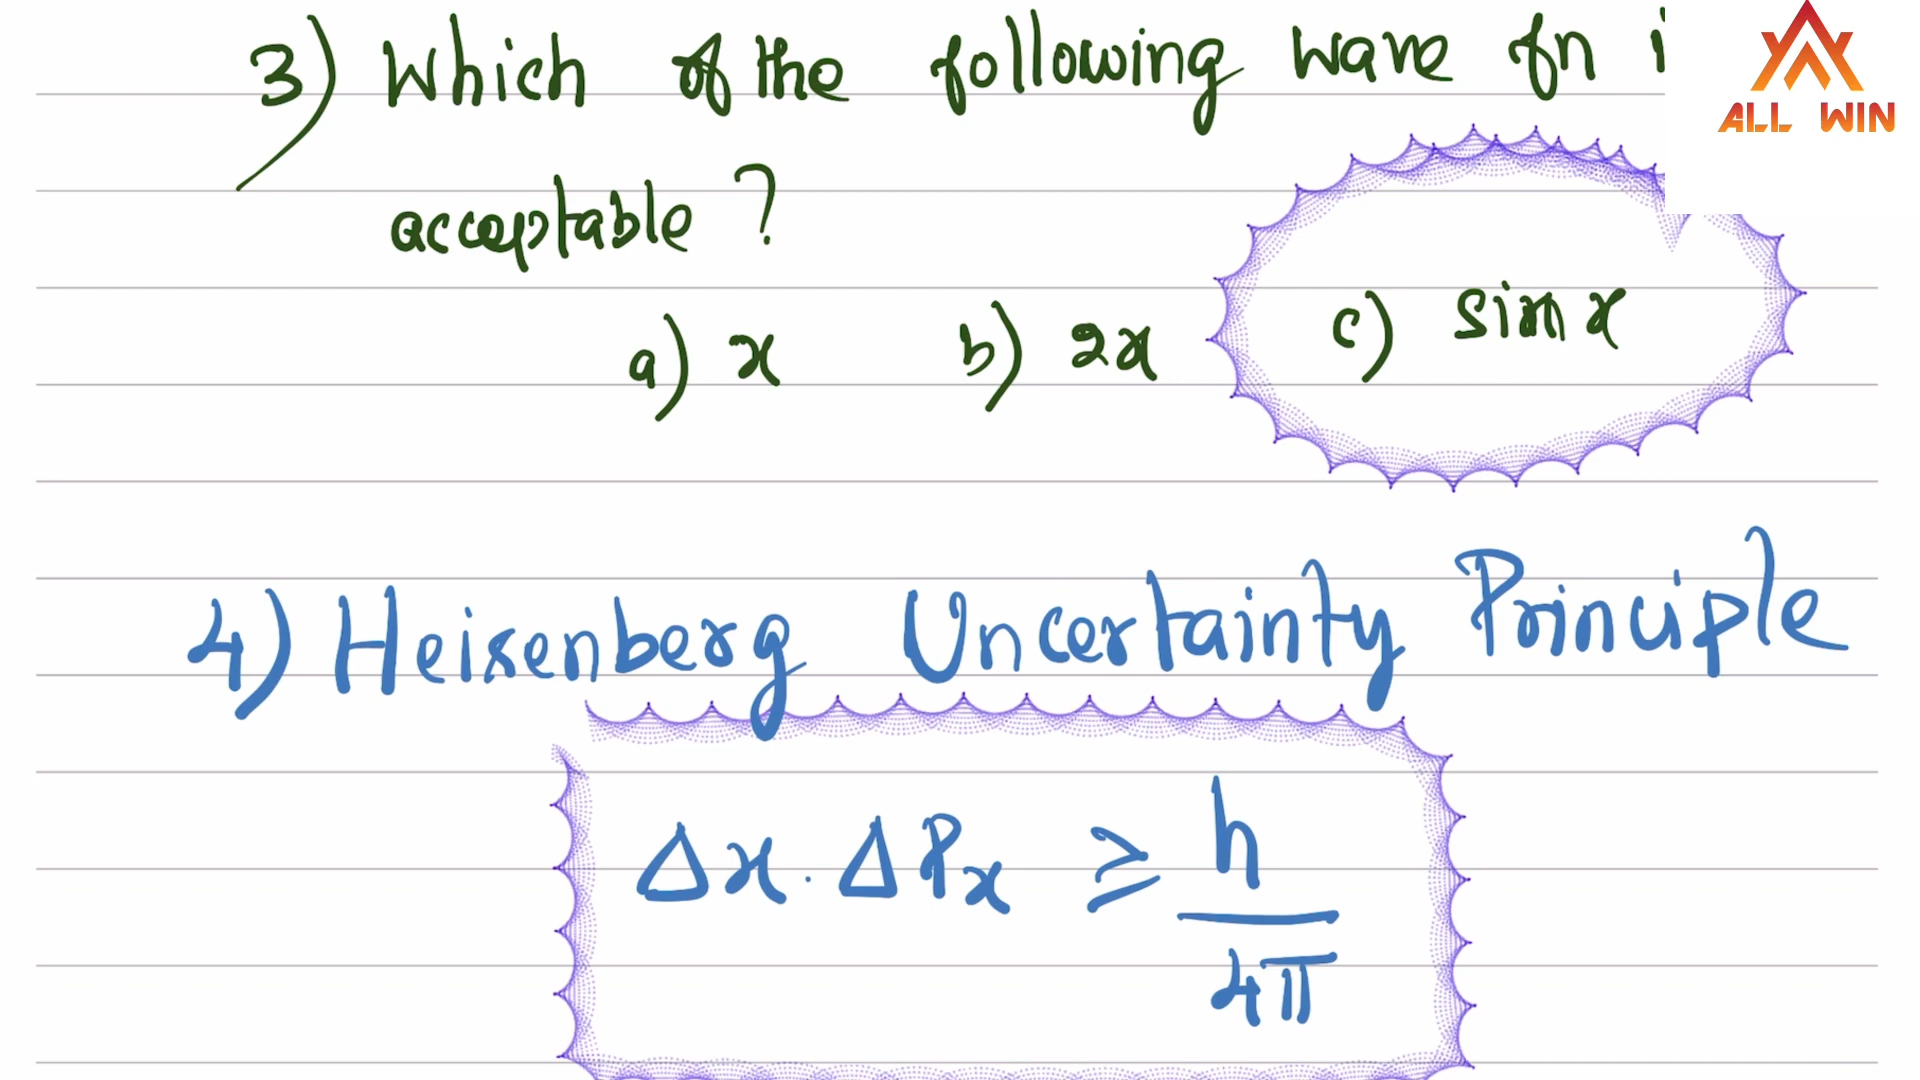 3) Which of the following wave fn i
acceptable ?
a) x b) 2x c) sin x
4) Heisenberg Uncertainty Principle
Δx . ΔPx ≥ h
4π
ALL WIN